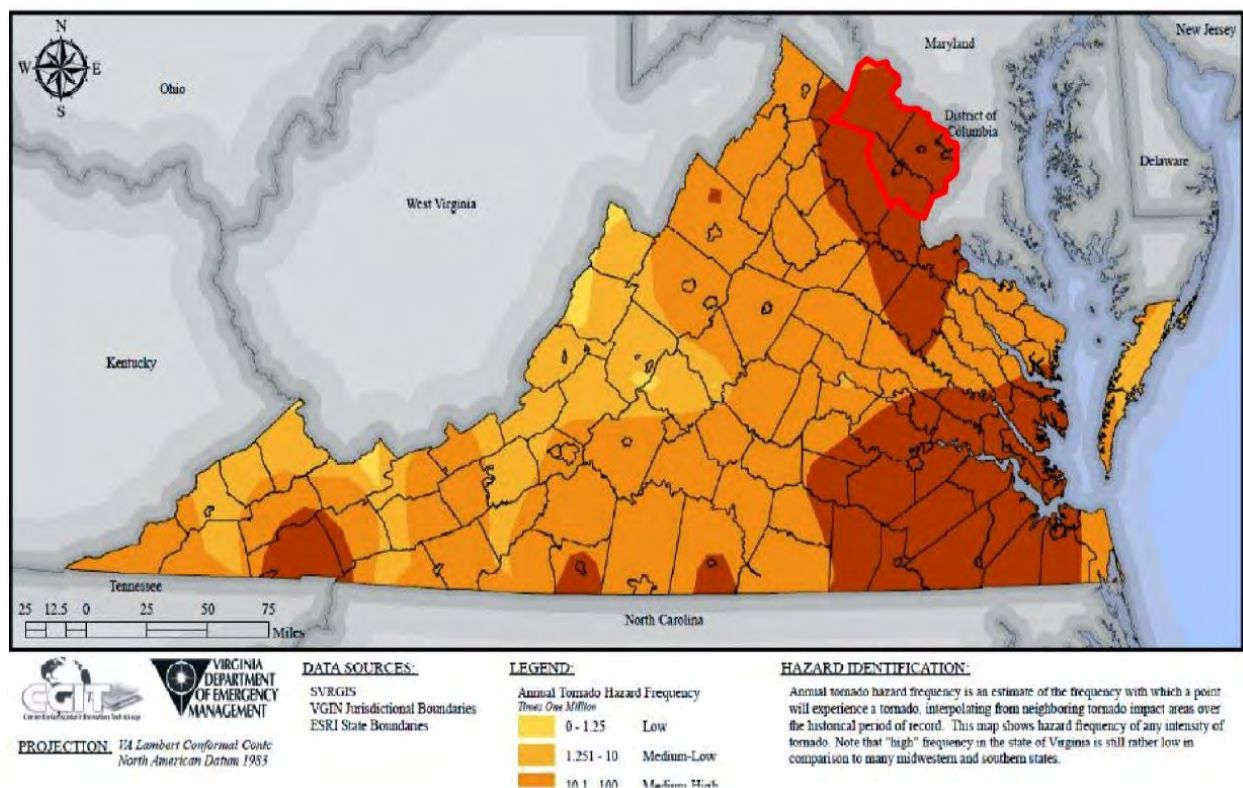 N
W E
S
Ohio
Maryland
New Jersey
District of
Columbia
Delaware
West Virginia
Kentucky
Tennessee
North Carolina
25 12.5 0 25 50 75
Miles
CGIT
VIRGINIA
DEPARTMENT
OF EMERGENCY
MANAGEMENT
PROJECTION: VA Lambert Conformal Conic
North American Datum 1983
DATA SOURCES:
SVRGIS
VGIN Jurisdictional Boundaries
ESRI State Boundaries
LEGEND:
Annual Tornado Hazard Frequency
Times One Million
0 - 1.25 Low
1.251 - 10 Medium-Low
10.1 - 100 Medium-High
HAZARD IDENTIFICATION:
Annual tornado hazard frequency is an estimate of the frequency with which a point
will experience a tornado, interpolating from neighboring tornado impact areas over
the historical period of record. This map shows hazard frequency of any intensity of
tornado. Note that "high" frequency in the state of Virginia is still rather low in
comparison to many midwestern and southern states.